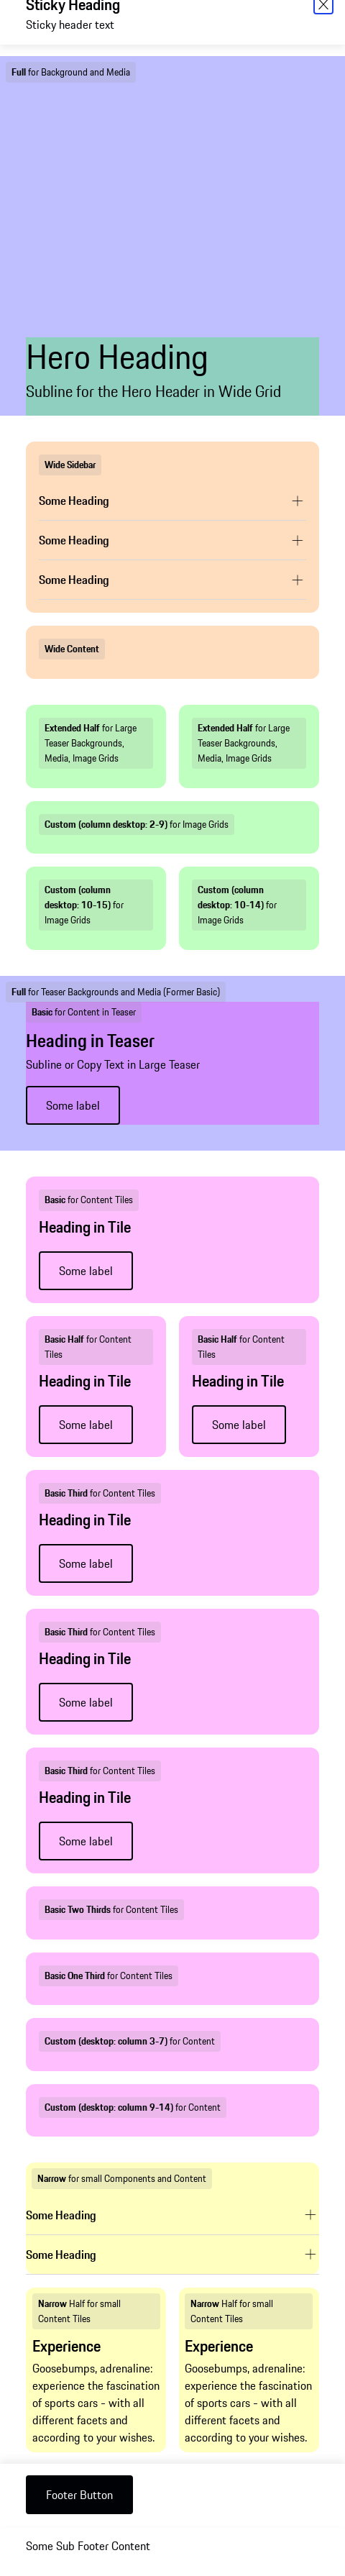 Sticky Heading
Sticky header text
Full for Background and Media
Hero Heading
Subline for the Hero Header in Wide Grid
Wide Sidebar
Some Heading
Some Heading
Some Heading
Wide Content
Extended Half for Large
Teaser Backgrounds,
Media, Image Grids
Extended Half for Large
Teaser Backgrounds,
Media, Image Grids
Custom (column desktop: 2-9) for Image Grids
Custom (column
desktop: 10-15) for
Image Grids
Custom (column
desktop: 10-14) for
Image Grids
Full for Teaser Backgrounds and Media (Former Basic)
Basic for Content in Teaser
Heading in Teaser
Subline or Copy Text in Large Teaser
Some label
Basic for Content Tiles
Heading in Tile
Some label
Basic Half for Content
Tiles
Heading in Tile
Some label
Basic Half for Content
Tiles
Heading in Tile
Some label
Basic Third for Content Tiles
Heading in Tile
Some label
Basic Third for Content Tiles
Heading in Tile
Some label
Basic Third for Content Tiles
Heading in Tile
Some label
Basic Two Thirds for Content Tiles
Basic One Third for Content Tiles
Custom (desktop: column 3-7) for Content
Custom (desktop: column 9-14) for Content
Narrow for small Components and Content
Some Heading
Some Heading
Narrow Half for small
Content Tiles
Experience
Goosebumps, adrenaline:
experience the fascination
of sports cars - with all
different facets and
according to your wishes.
Narrow Half for small
Content Tiles
Experience
Goosebumps, adrenaline:
experience the fascination
of sports cars - with all
different facets and
according to your wishes.
Footer Button
Some Sub Footer Content